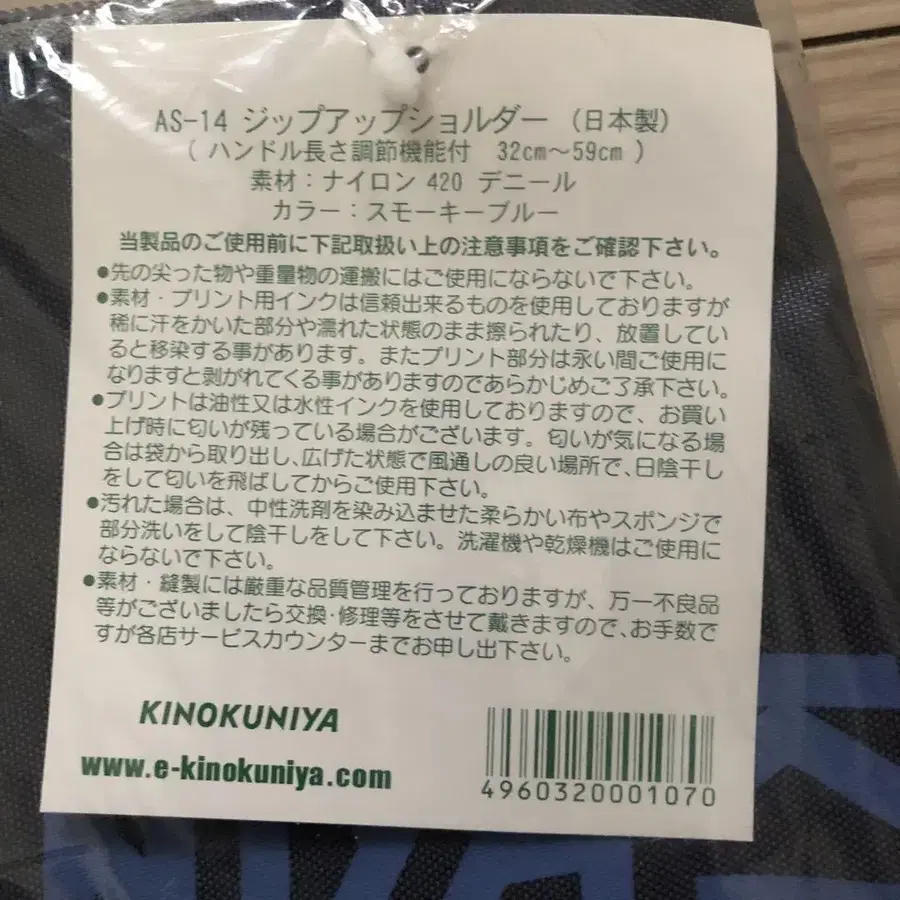 AS-14 ジップアップショルダー (日本製)
( ハンドル長さ調節機能付 32cm〜59cm )
素材：ナイロン 420 デニール
カラー：スモーキーブルー
当製品のご使用前に下記取扱い上の注意事項をご確認下さい。
●先の尖った物や重量物の運搬にはご使用にならないで下さい。
●素材・プリント用インクは信頼出来るものを使用しておりますが
稀に汗をかいた部分や濡れた状態のまま擦られたり、放置してい
ると移染する事があります。またプリント部分は永い間ご使用に
なりますと剥がれてくる事がありますのであらかじめご了承下さい。
●プリントは油性又は水性インクを使用しておりますので、お買い
上げ時に匂いが残っている場合がございます。匂いが気になる場
合は袋から取り出し、広げた状態で風通しの良い場所で、日陰干し
をして匂いを飛ばしてからご使用下さい。
●汚れた場合は、中性洗剤を染み込ませた柔らかい布やスポンジで
部分洗いをして陰干しをして下さい。洗濯機や乾燥機はご使用に
ならないで下さい。
●素材・縫製には厳重な品質管理を行っておりますが、万一不良品
等がございましたら交換・修理等をさせて戴きますので、お手数で
すが各店サービスカウンターまでお申し出下さい。
KINOKUNIYA
www.e-kinokuniya.com
4960320001070